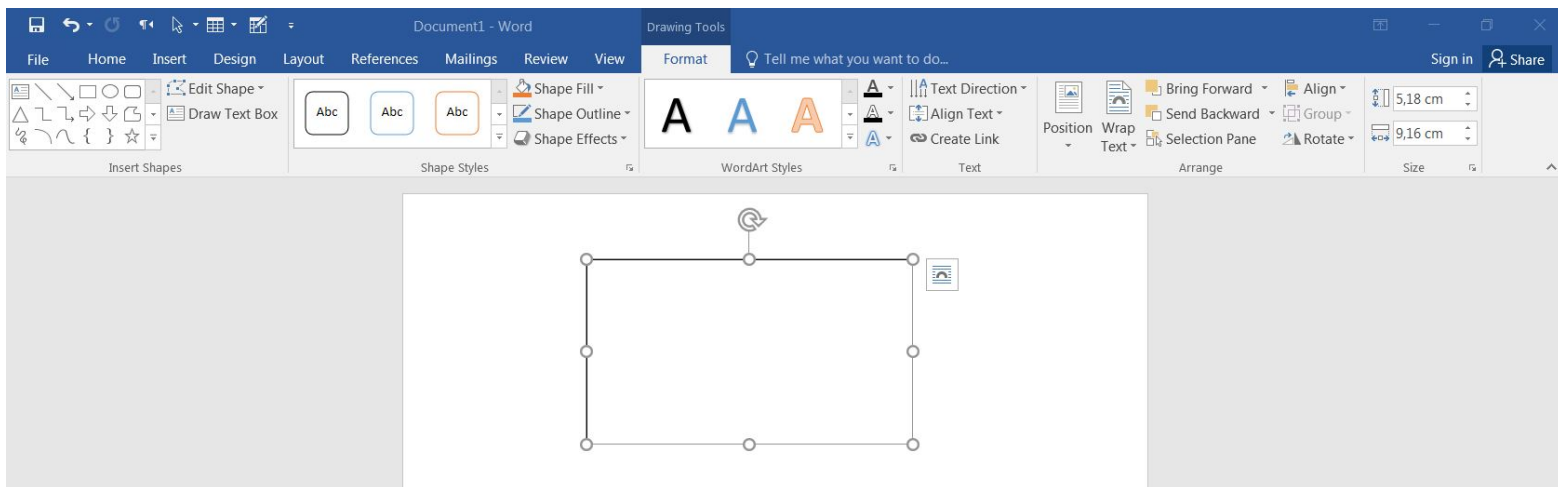 Document1 - Word
Drawing Tools
File Home Insert Design Layout References Mailings Review View Format Tell me what you want to do... Sign in Share
Edit Shape
Draw Text Box
Insert Shapes
Abc Abc Abc
Shape Fill
Shape Outline
Shape Effects
Shape Styles
A A A
A
A
A
WordArt Styles
Text Direction
Align Text
Create Link
Text
Position
Wrap
Text
Bring Forward
Send Backward
Selection Pane
Align
Group
Rotate
Arrange
5,18 cm
9,16 cm
Size